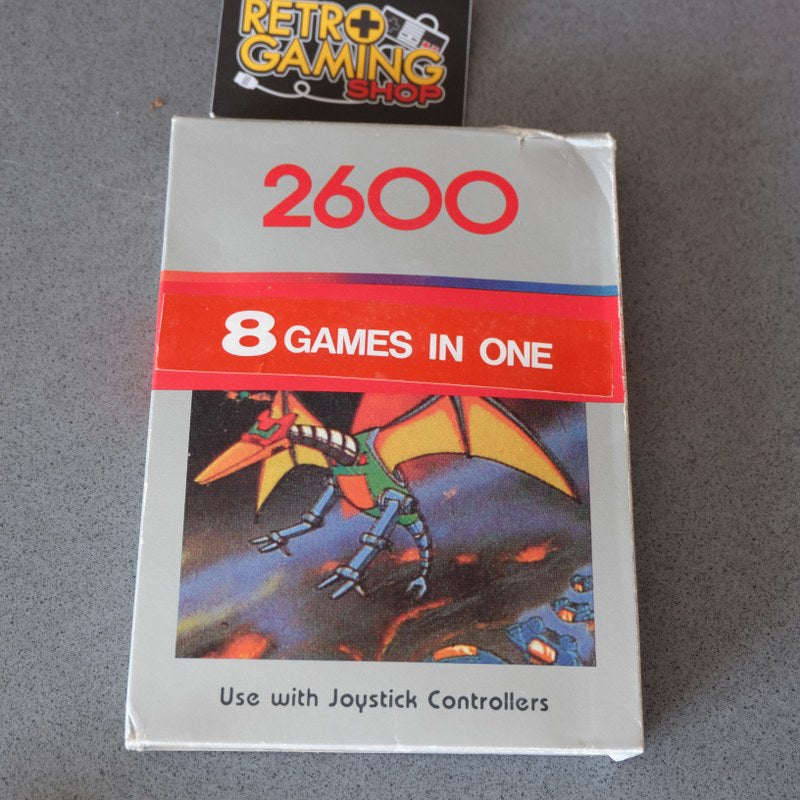 RETRO
GAMING
SHOP
2600
8 GAMES IN ONE
Use with Joystick Controllers